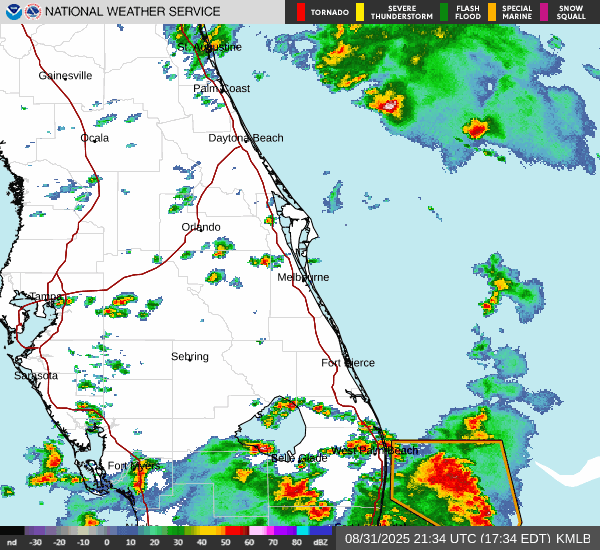 NATIONAL WEATHER SERVICE
TORNADO
SEVERE THUNDERSTORM
FLASH FLOOD
SPECIAL MARINE
SNOW SQUALL
St. Augustine
Gainesville
Palm Coast
Ocala
Daytona Beach
Orlando
Melbourne
Tampa
Sebring
Fort Pierce
Sarasota
West Palm Beach
Belle Glade
Fort Myers
nd -30 -20 -10 0 10 20 30 40 50 60 70 80 dBZ
08/31/2025 21:34 UTC (17:34 EDT) KMLB